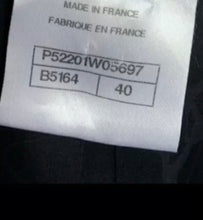 MADE IN FRANCE
FABRIQUE EN FRANCE
P52201W05697
B5164 40